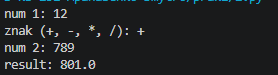 num 1: 12
znak (+, -, *, /): +
num 2: 789
result: 801.0